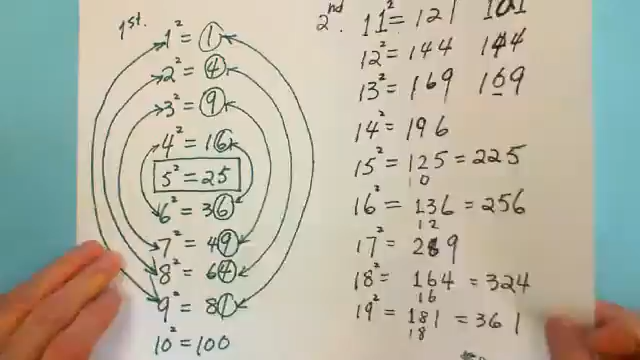 1st.
1² = 1
2² = 4
3² = 9
4² = 16
5² = 25
6² = 36
7² = 49
8² = 64
9² = 81
10² = 100
2nd.
11² = 121
12² = 144 144
13² = 169 169
14² = 196
15² = 125 = 225
10
16² = 136 = 256
12
17² = 289
18² = 164 = 324
16
19² = 181 = 361
18